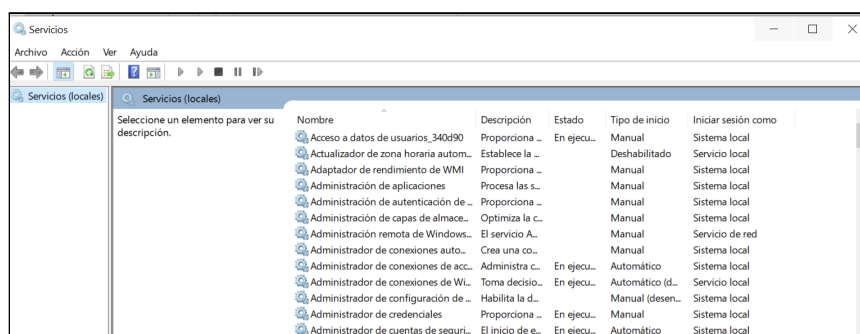 Servicios
Archivo Acción Ver Ayuda
Servicios (locales)
Servicios (locales)
Seleccione un elemento para ver su
descripción.
Nombre Descripción Estado Tipo de inicio Iniciar sesión como
Acceso a datos de usuarios_340d90 Proporciona ... En ejecu... Manual Sistema local
Actualizador de zona horaria autom... Establece la ... Deshabilitado Servicio local
Adaptador de rendimiento de WMI Proporciona ... Manual Sistema local
Administración de aplicaciones Procesa las s... Manual Sistema local
Administración de autenticación de ... Proporciona ... Manual Sistema local
Administración de capas de almace... Optimiza la c... Manual Sistema local
Administración remota de Windows... El servicio A... Manual Servicio de red
Administrador de conexiones auto... Crea una co... Manual Sistema local
Administrador de conexiones de acc... Administra c... En ejecu... Automático Sistema local
Administrador de conexiones de Wi... Toma decisio... En ejecu... Automático (d... Servicio local
Administrador de configuración de ... Habilita la d... Manual (desen... Sistema local
Administrador de credenciales Proporciona ... En ejecu... Manual Sistema local
Administrador de cuentas de seguri... El inicio de e... En ejecu... Automático Sistema local